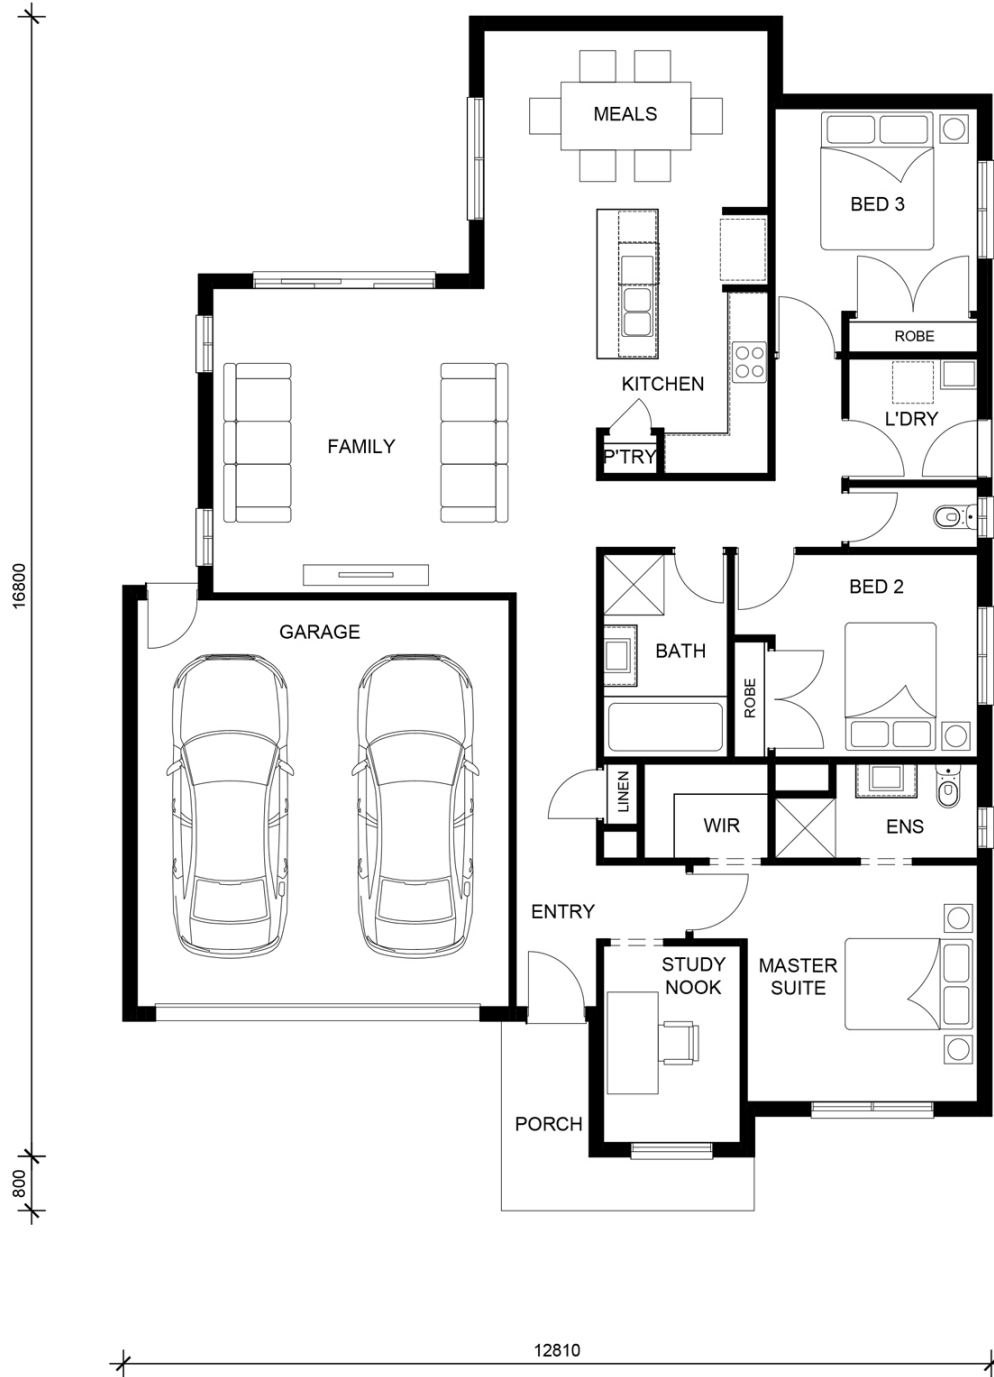 MEALS
BED 3
ROBE
KITCHEN
L'DRY
FAMILY
P'TRY
16800
BED 2
GARAGE
BATH
ROBE
LINEN
WIR
ENS
ENTRY
STUDY
NOOK
MASTER
SUITE
PORCH
800
12810